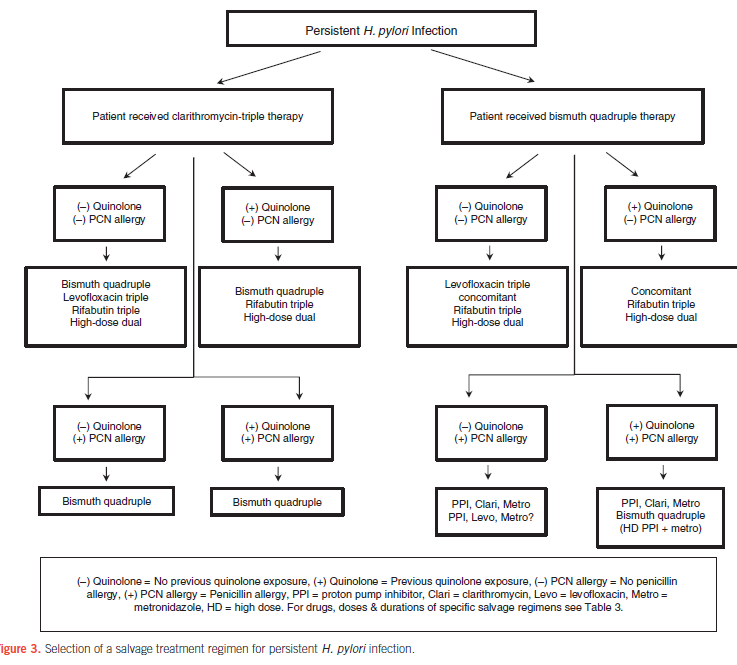 Persistent H. pylori Infection
Patient received clarithromycin-triple therapy
Patient received bismuth quadruple therapy
(–) Quinolone
(–) PCN allergy
(+) Quinolone
(–) PCN allergy
(–) Quinolone
(–) PCN allergy
(+) Quinolone
(–) PCN allergy
Bismuth quadruple
Levofloxacin triple
Rifabutin triple
High-dose dual
Bismuth quadruple
Rifabutin triple
High-dose dual
Levofloxacin triple
concomitant
Rifabutin triple
High-dose dual
Concomitant
Rifabutin triple
High-dose dual
(–) Quinolone
(+) PCN allergy
(+) Quinolone
(+) PCN allergy
(–) Quinolone
(+) PCN allergy
(+) Quinolone
(+) PCN allergy
Bismuth quadruple
Bismuth quadruple
PPI, Clari, Metro
PPI, Levo, Metro?
PPI, Clari, Metro
Bismuth quadruple
(HD PPI + metro)
(–) Quinolone = No previous quinolone exposure, (+) Quinolone = Previous quinolone exposure, (–) PCN allergy = No penicillin
allergy, (+) PCN allergy = Penicillin allergy, PPI = proton pump inhibitor, Clari = clarithromycin, Levo = levofloxacin, Metro =
metronidazole, HD = high dose. For drugs, doses & durations of specific salvage regimens see Table 3.
igure 3. Selection of a salvage treatment regimen for persistent H. pylori infection.